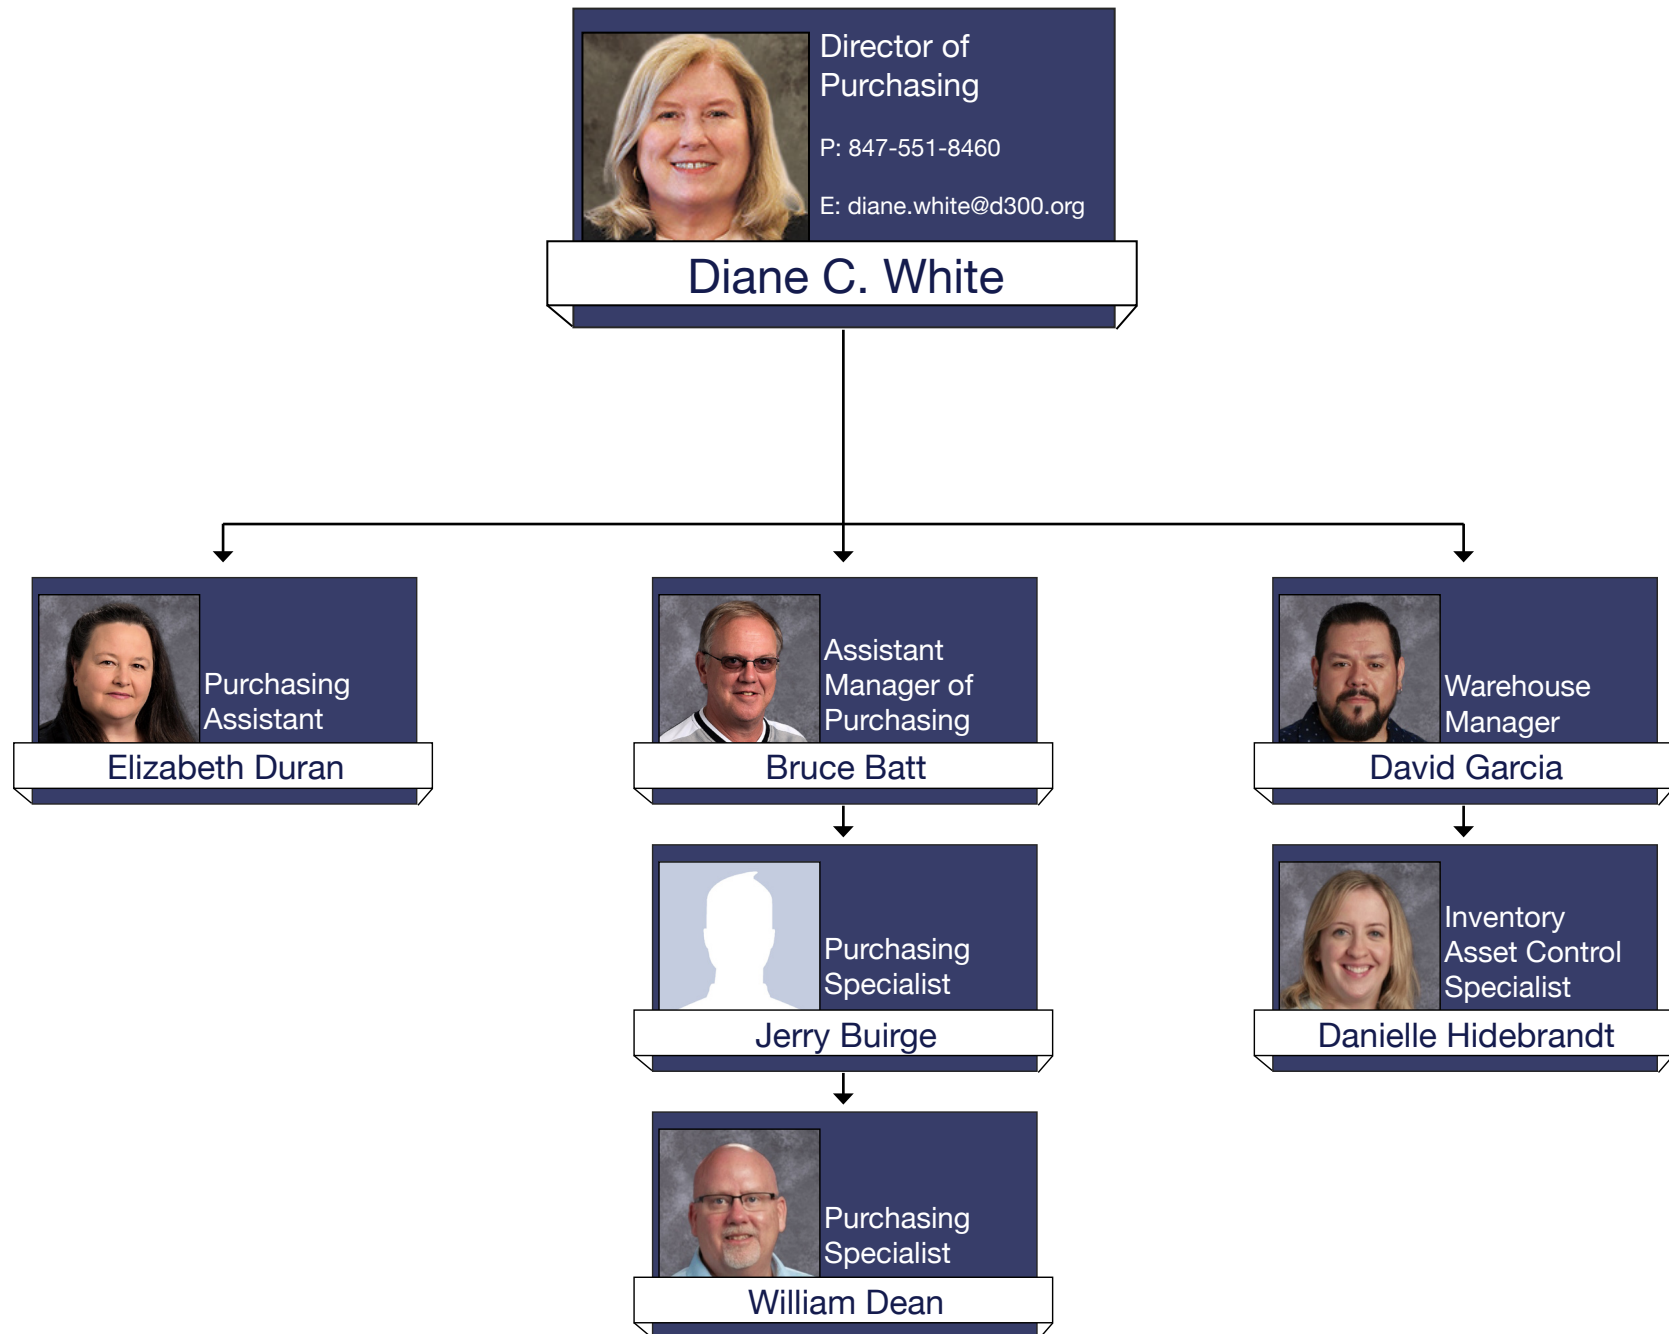 Director of
Purchasing
P: 847-551-8460
E: diane.white@d300.org
Diane C. White
Purchasing
Assistant
Elizabeth Duran
Assistant
Manager of
Purchasing
Bruce Batt
Warehouse
Manager
David Garcia
Purchasing
Specialist
Jerry Buirge
Inventory
Asset Control
Specialist
Danielle Hidebrandt
Purchasing
Specialist
William Dean